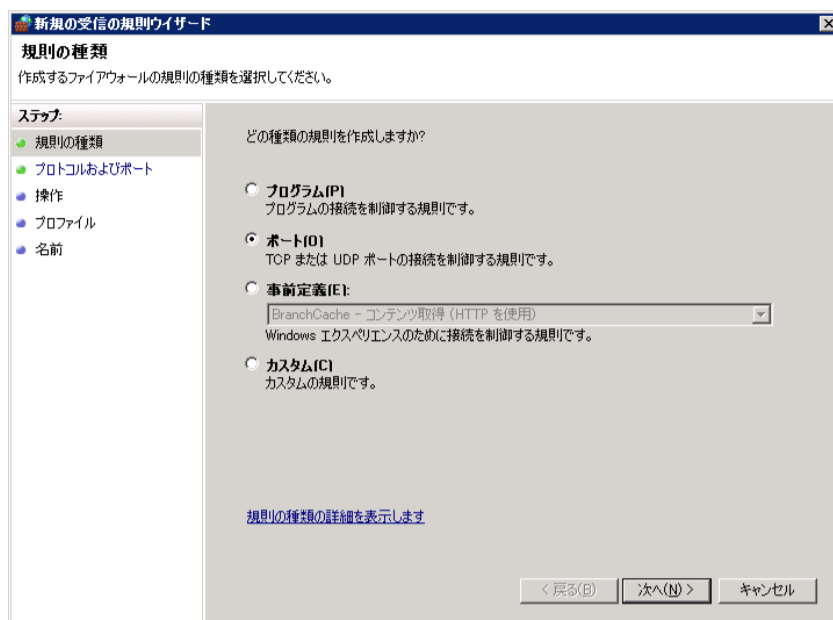 新規の受信の規則ウィザード
規則の種類
作成するファイアウォールの規則の種類を選択してください。
ステップ:
規則の種類
プロトコルおよびポート
操作
プロファイル
名前
どの種類の規則を作成しますか?
プログラム(P)
プログラムの接続を制御する規則です。
ポート(O)
TCP または UDP ポートの接続を制御する規則です。
事前定義(E):
BranchCache - コンテンツ取得 (HTTP を使用)
Windows エクスペリエンスのために接続を制御する規則です。
カスタム(C)
カスタムの規則です。
規則の種類の詳細を表示します
< 戻る(B) 次へ(N) > キャンセル